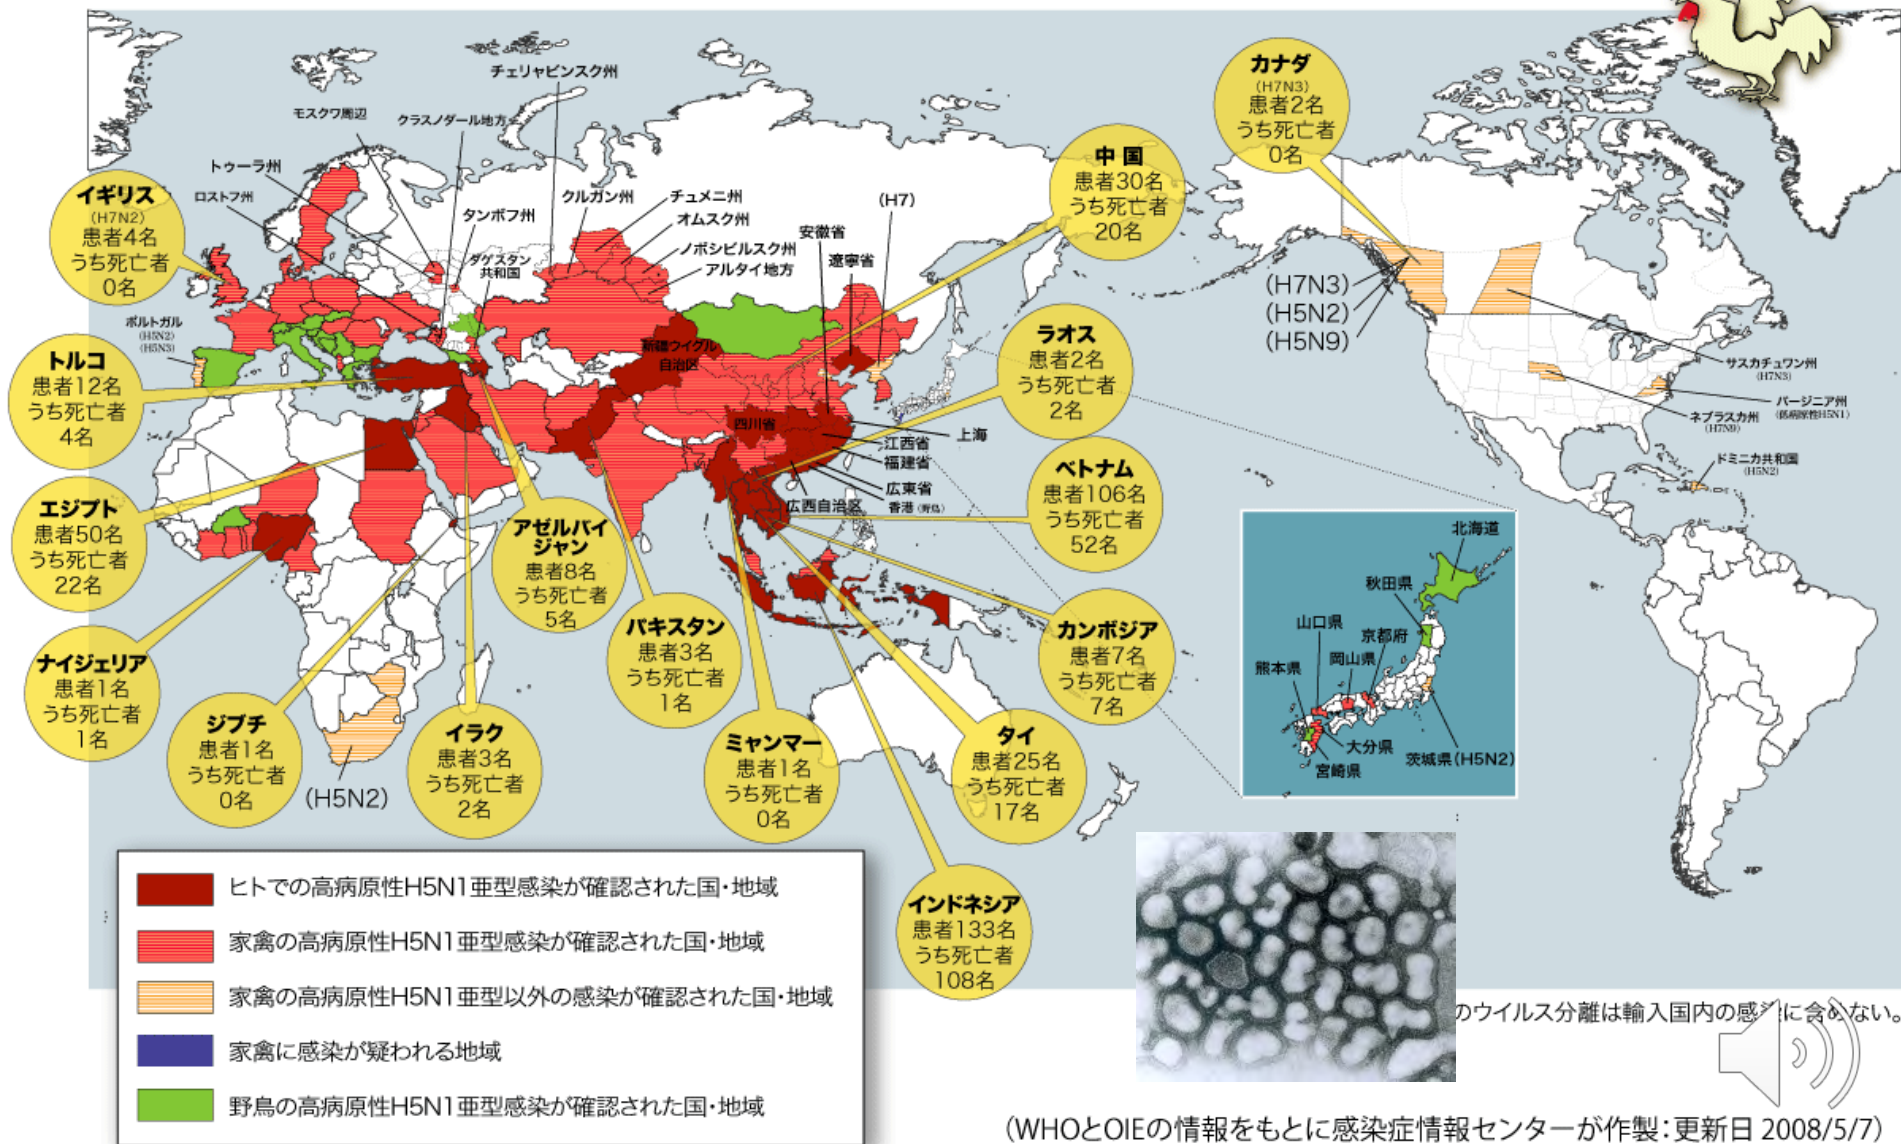 チェリャビンスク州
モスクワ周辺
クラスノダール地方
トゥーラ州
ロストフ州
タンボフ州
ダゲスタン
共和国
クルガン州
チュメニ州
オムスク州
ノボシビルスク州
アルタイ地方
安徽省
遼寧省
(H7)
カナダ
(H7N3)
患者2名
うち死亡者
0名
中国
患者30名
うち死亡者
20名
イギリス
(H7N2)
患者4名
うち死亡者
0名
ポルトガル
(H5N2)
(H5N3)
トルコ
患者12名
うち死亡者
4名
エジプト
患者50名
うち死亡者
22名
ナイジェリア
患者1名
うち死亡者
1名
ジブチ
患者1名
うち死亡者
0名
(H5N2)
イラク
患者3名
うち死亡者
2名
アゼルバイ
ジャン
患者8名
うち死亡者
5名
パキスタン
患者3名
うち死亡者
1名
ミャンマー
患者1名
うち死亡者
0名
タイ
患者25名
うち死亡者
17名
インドネシア
患者133名
うち死亡者
108名
カンボジア
患者7名
うち死亡者
7名
ベトナム
患者106名
うち死亡者
52名
ラオス
患者2名
うち死亡者
2名
新疆ウイグル
自治区
四川省
上海
江西省
福建省
広東省
香港(野鳥)
広西自治区
(H7N3)
(H5N2)
(H5N9)
サスカチュワン州
(H7N3)
バージニア州
(低病原性H5N1)
ネブラスカ州
(H7N9)
ドミニカ共和国
(H5N2)
北海道
秋田県
山口県
京都府
岡山県
熊本県
大分県
宮崎県
茨城県(H5N2)
ヒトでの高病原性H5N1亜型感染が確認された国・地域
家禽の高病原性H5N1亜型感染が確認された国・地域
家禽の高病原性H5N1亜型以外の感染が確認された国・地域
家禽に感染が疑われる地域
野鳥の高病原性H5N1亜型感染が確認された国・地域
のウイルス分離は輸入国内の感染に含めない。
(WHOとOIEの情報をもとに感染症情報センターが作製:更新日 2008/5/7)